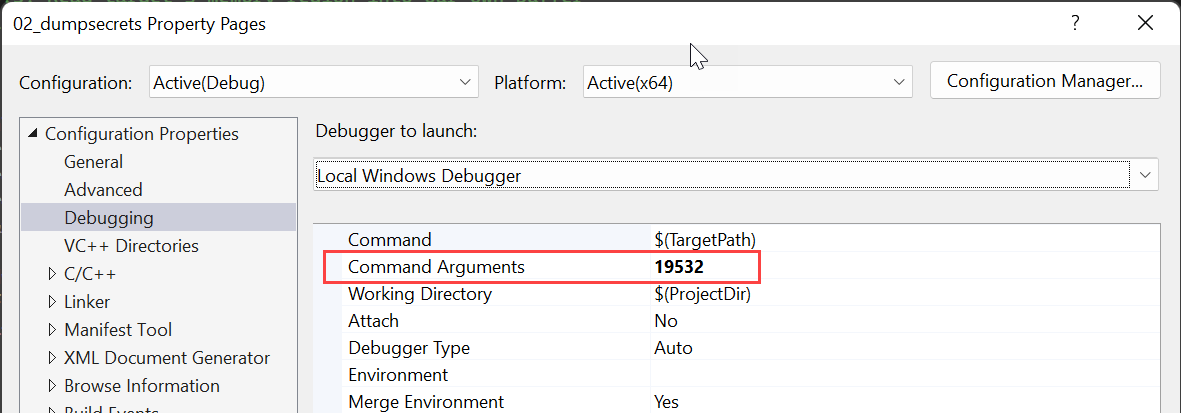 02_dumpsecrets Property Pages
Configuration: Active(Debug) Platform: Active(x64) Configuration Manager...
Configuration Properties
General
Advanced
Debugging
VC++ Directories
C/C++
Linker
Manifest Tool
XML Document Generator
Browse Information
Build Events
Debugger to launch:
Local Windows Debugger
Command $(TargetPath)
Command Arguments 19532
Working Directory $(ProjectDir)
Attach No
Debugger Type Auto
Environment
Merge Environment Yes